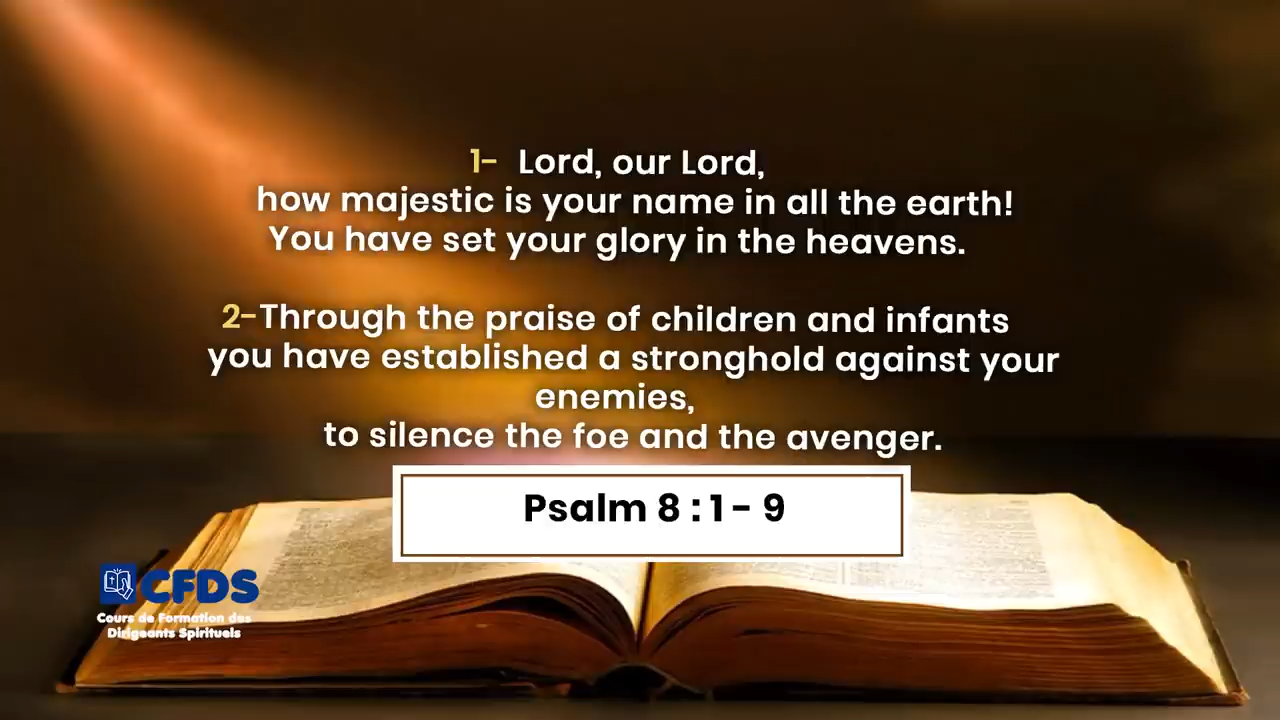 1- Lord, our Lord,
how majestic is your name in all the earth!
You have set your glory in the heavens.
2-Through the praise of children and infants
you have established a stronghold against your
enemies,
to silence the foe and the avenger.
Psalm 8 : 1 - 9
CFDS
Cours de Formation des
Dirigeants Spirituels